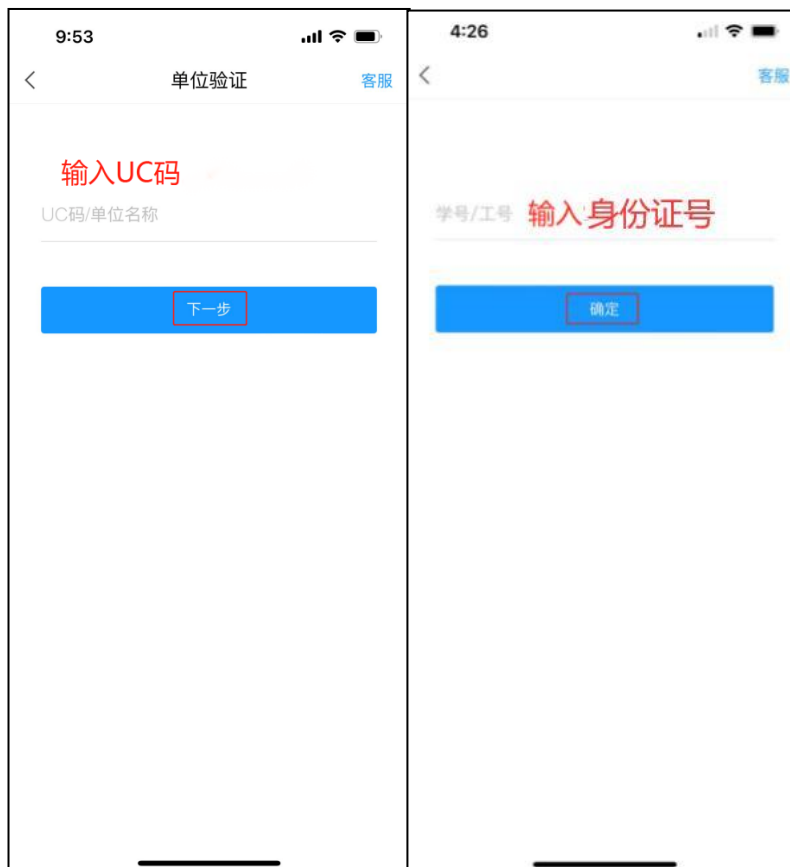 9:53
单位验证
客服
输入UC码
UC码/单位名称
下一步
4:26
客服
学号/工号 输入身份证号
确定